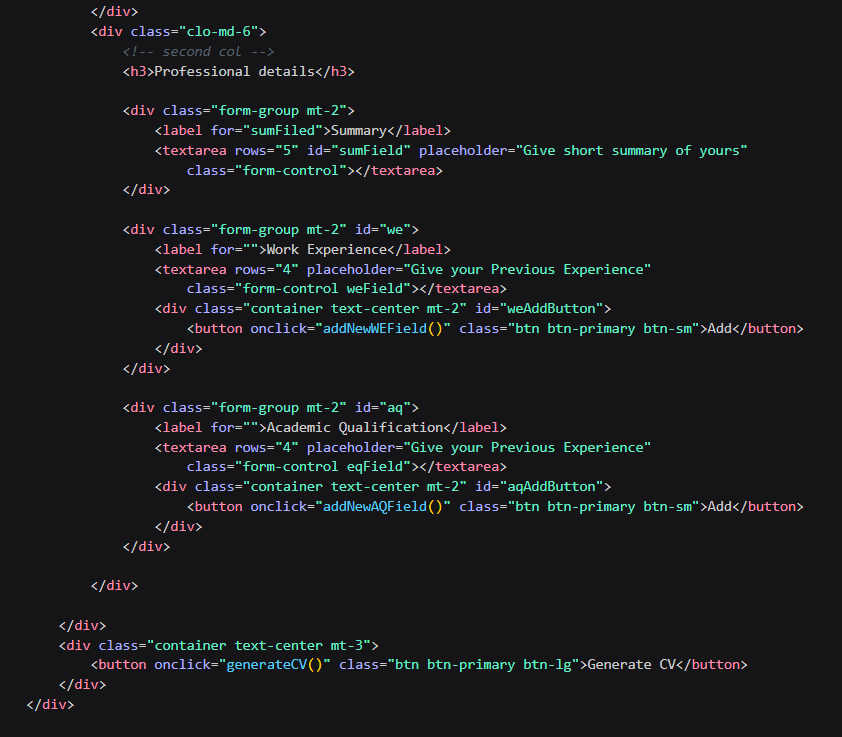 </div>
<div class="clo-md-6">
<!-- second col -->
<h3>Professional details</h3>
<div class="form-group mt-2">
<label for="sumFiled">Summary</label>
<textarea rows="5" id="sumField" placeholder="Give short summary of yours"
class="form-control"></textarea>
</div>
<div class="form-group mt-2" id="we">
<label for="">Work Experience</label>
<textarea rows="4" placeholder="Give your Previous Experience"
class="form-control weField"></textarea>
<div class="container text-center mt-2" id="weAddButton">
<button onclick="addNewWEField()" class="btn btn-primary btn-sm">Add</button>
</div>
</div>
<div class="form-group mt-2" id="aq">
<label for="">Academic Qualification</label>
<textarea rows="4" placeholder="Give your Previous Experience"
class="form-control eqField"></textarea>
<div class="container text-center mt-2" id="aqAddButton">
<button onclick="addNewAQField()" class="btn btn-primary btn-sm">Add</button>
</div>
</div>
</div>
</div>
<div class="container text-center mt-3">
<button onclick="generateCV()" class="btn btn-primary btn-lg">Generate CV</button>
</div>
</div>